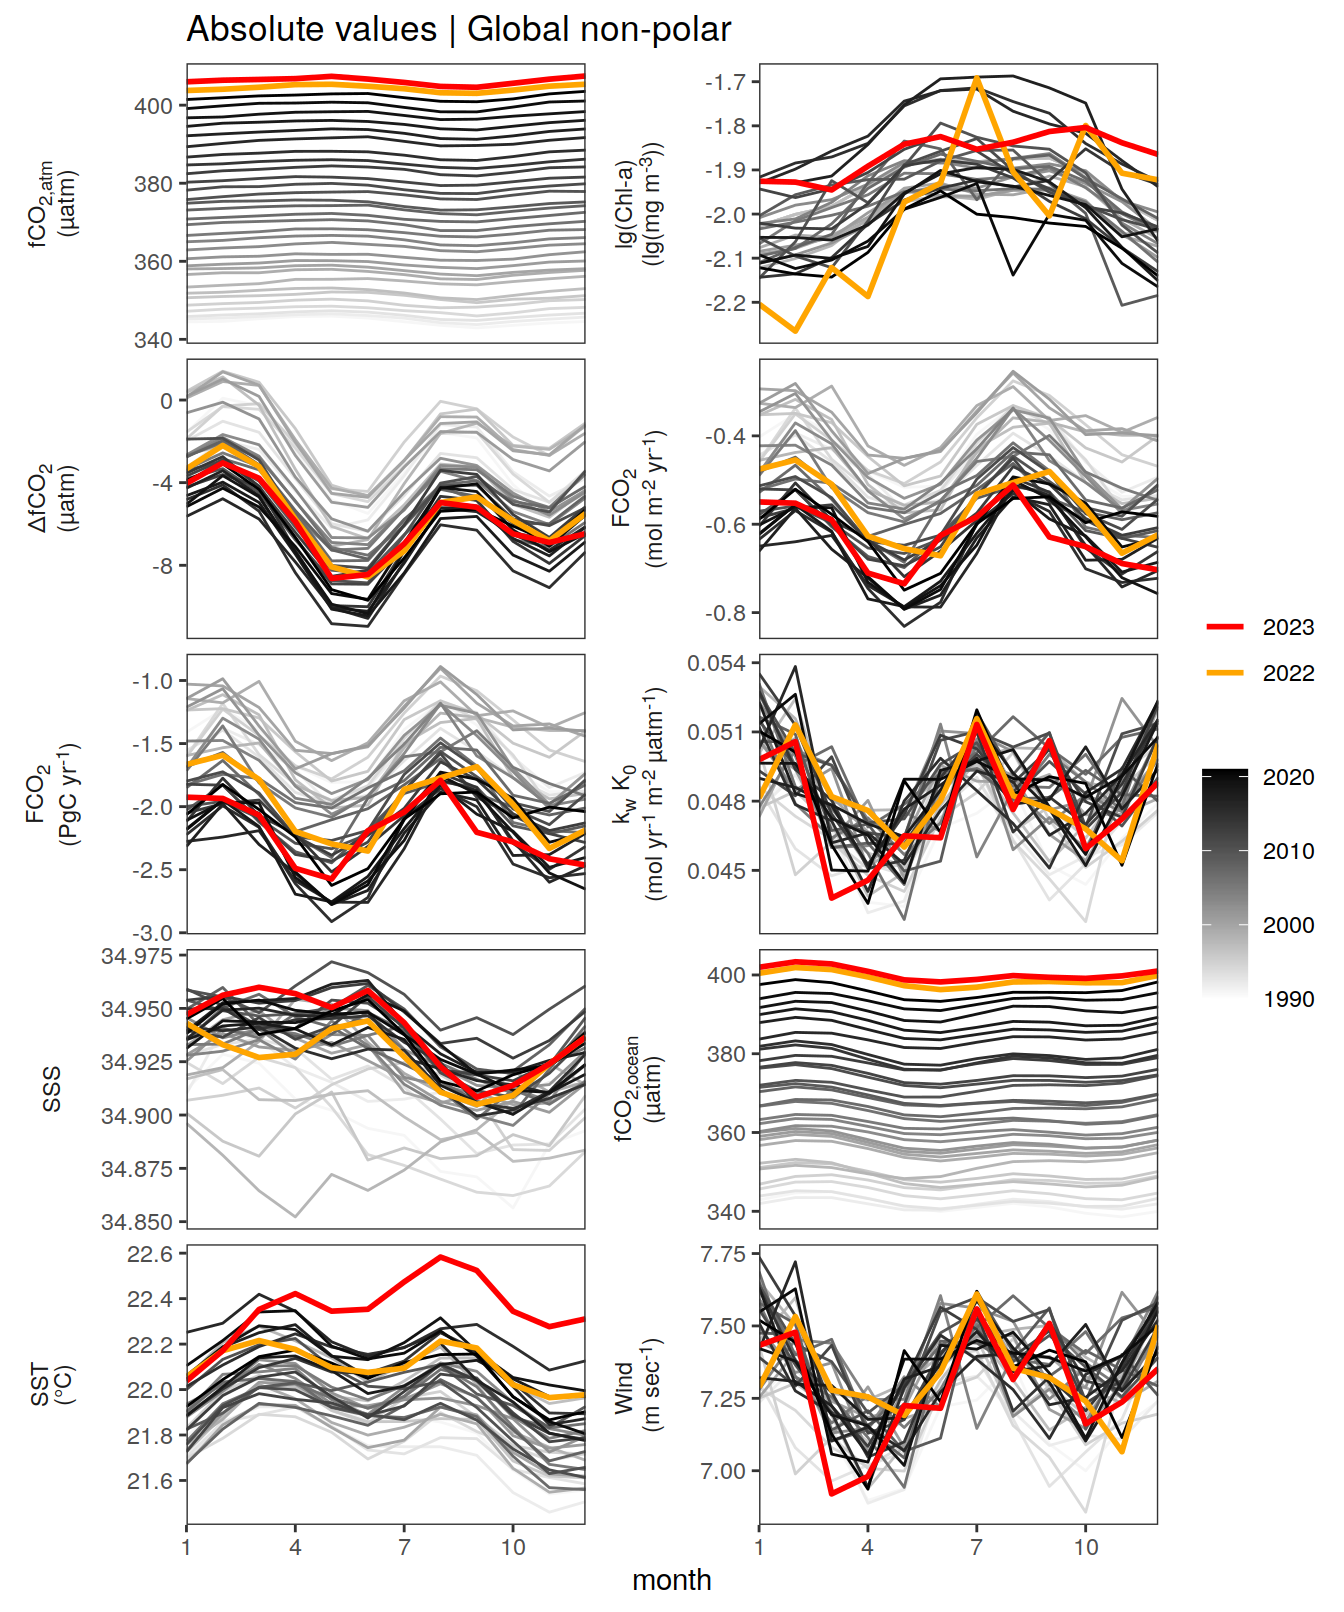 Absolute values | Global non-polar
fCO2,atm
(µatm)
400
380
360
340
lg(Chl-a)
(lg(mg m-3))
-1.7
-1.8
-1.9
-2.0
-2.1
-2.2
ΔfCO2
(µatm)
0
-4
-8
FCO2
(mol m-2 yr-1)
-0.4
-0.6
-0.8
FCO2
(PgC yr-1)
-1.0
-1.5
-2.0
-2.5
-3.0
kw K0
(mol yr-1 m-2 µatm-1)
0.054
0.051
0.048
0.045
SSS
34.975
34.950
34.925
34.900
34.875
34.850
fCO2,ocean
(µatm)
400
380
360
340
SST
(°C)
22.6
22.4
22.2
22.0
21.8
21.6
1 4 7 10
Wind
(m sec-1)
7.75
7.50
7.25
7.00
1 4 7 10
month
2023
2022
2020
2010
2000
1990